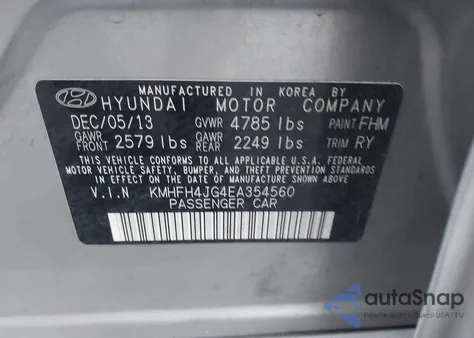 MANUFACTURED IN KOREA BY
HYUNDAI MOTOR COMPANY
DEC/05/13 GVWR 4785 lbs PAINT FHM
GAWR FRONT 2579 lbs GAWR REAR 2249 lbs TRIM RY
THIS VEHICLE CONFORMS TO ALL APPLICABLE U.S.A. FEDERAL
MOTOR VEHICLE SAFETY, BUMPER, AND THEFT PREVENTION STANDARDS
IN EFFECT ON THE DATE OF MANUFACTURE SHOWN ABOVE.
V.I.N KMHFH4JG4EA354560
PASSENGER CAR
autoSnap
USA I EU